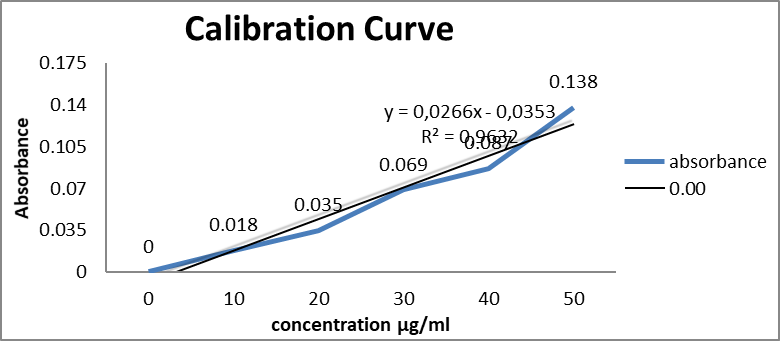 Calibration Curve
0.175
0.14
0.105
0.07
0.035
0
Absorbance
0
0.018
0.035
0.069
0.087
0.138
y = 0,0266x - 0,0353
R² = 0,9632
absorbance
0.00
0 10 20 30 40 50
concentration µg/ml